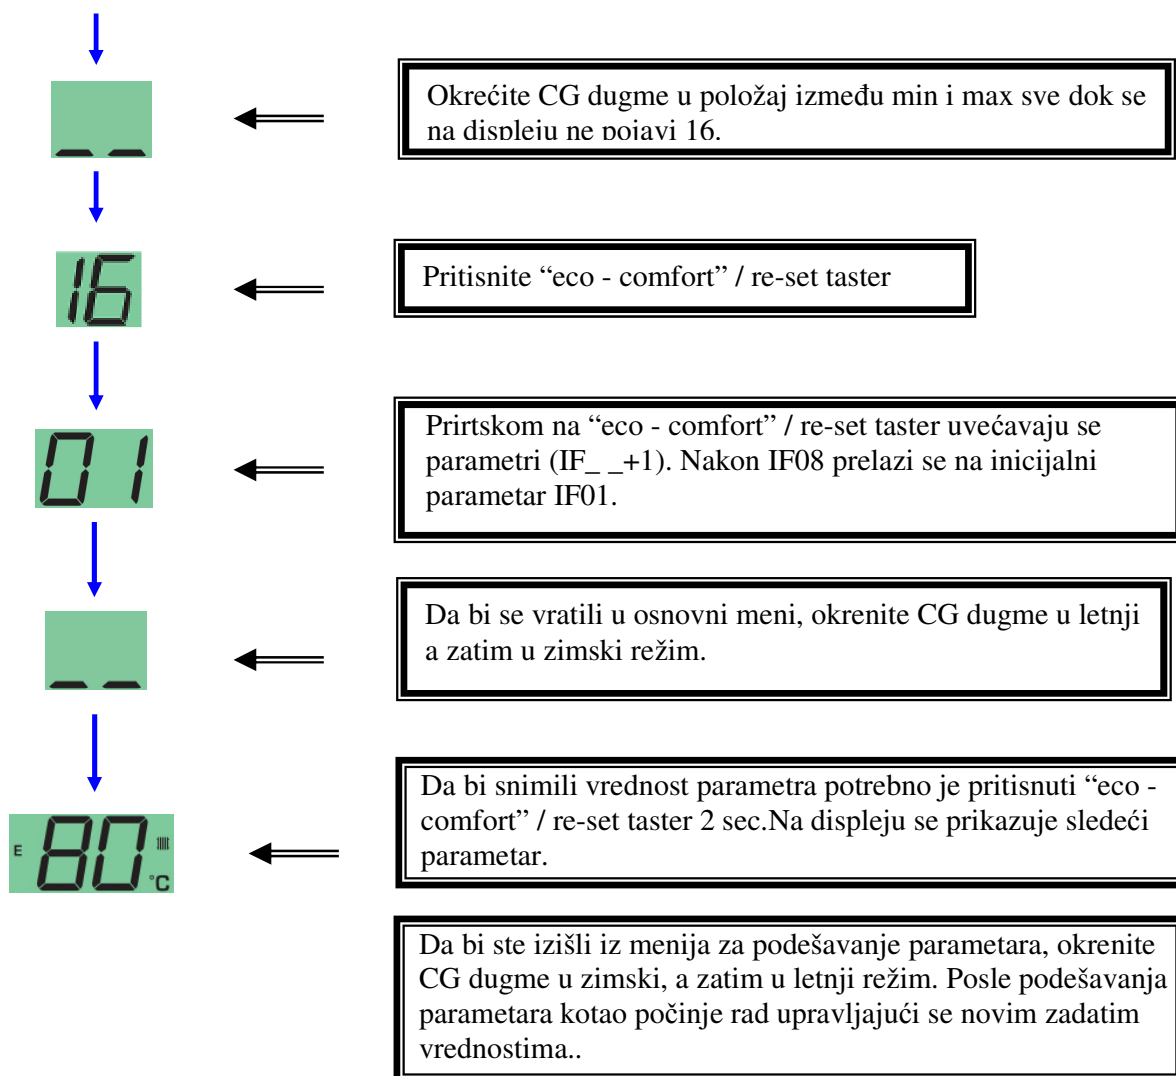 Okrećite CG dugme u položaj između min i max sve dok se
na displeju ne pojavi 16.
16
Pritisnite “eco - comfort” / re-set taster
01
Prirtskom na “eco - comfort” / re-set taster uvećavaju se
parametri (IF_ _+1). Nakon IF08 prelazi se na inicijalni
parametar IF01.
Da bi se vratili u osnovni meni, okrenite CG dugme u letnji
a zatim u zimski režim.
E 80 °C
Da bi snimili vrednost parametra potrebno je pritisnuti “eco -
comfort” / re-set taster 2 sec.Na displeju se prikazuje sledeći
parametar.
Da bi ste izišli iz menija za podešavanje parametara, okrenite
CG dugme u zimski, a zatim u letnji režim. Posle podešavanja
parametara kotao počinje rad upravljajući se novim zadatim
vrednostima..